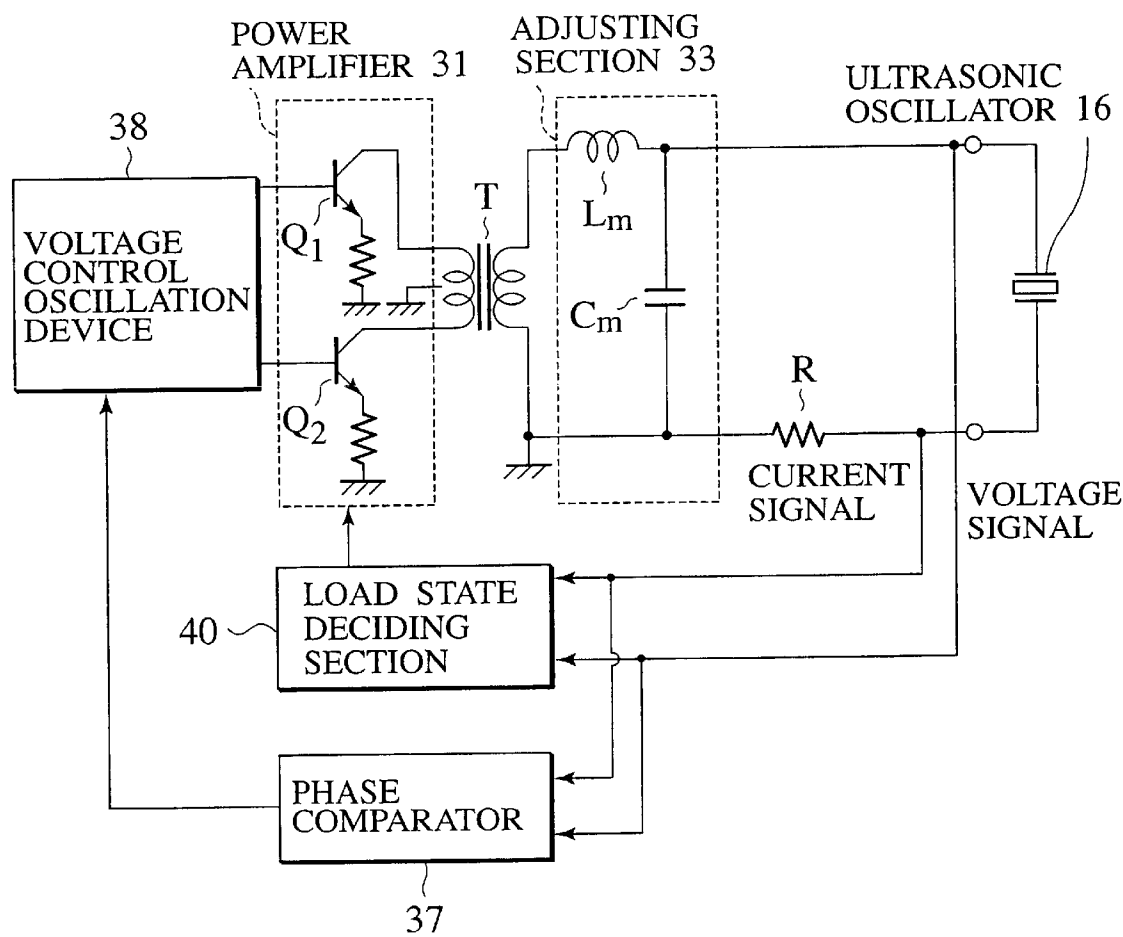 POWER
AMPLIFIER 31
ADJUSTING
SECTION 33
ULTRASONIC
OSCILLATOR 16
38
VOLTAGE
CONTROL
OSCILLATION
DEVICE
Q1
T
Lm
Cm
Q2
R
CURRENT
SIGNAL
VOLTAGE
SIGNAL
40
LOAD STATE
DECIDING
SECTION
PHASE
COMPARATOR
37